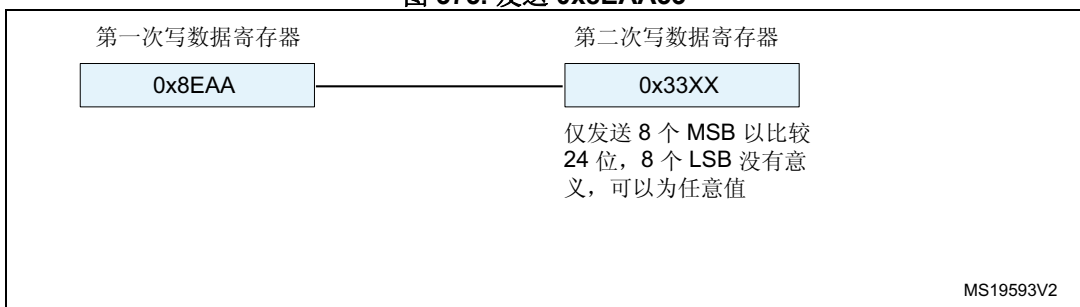 第一次写数据寄存器
第二次写数据寄存器
0x8EAA
0x33XX
仅发送 8 个 MSB 以比较
24 位，8 个 LSB 没有意
义，可以为任意值
MS19593V2